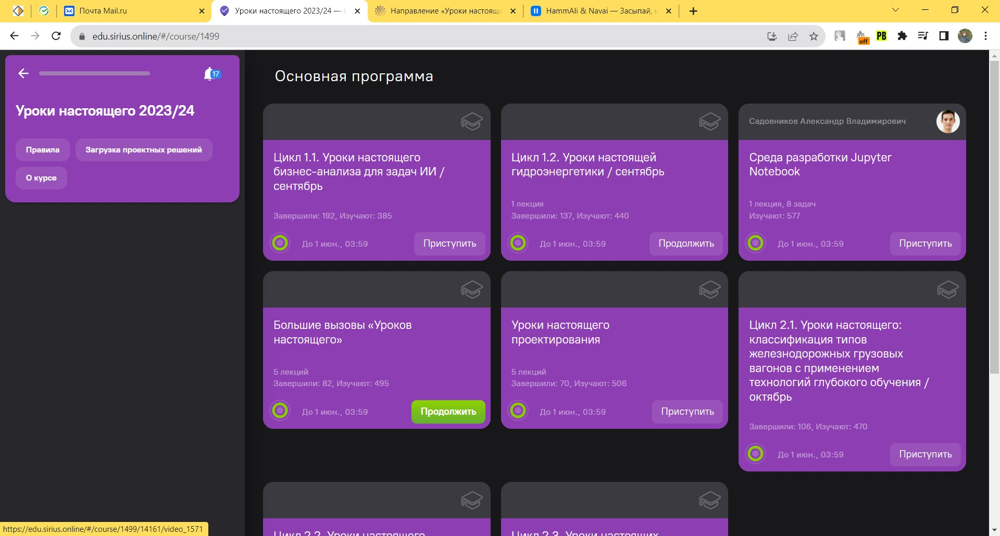 Почта Mail.ru
Уроки настоящего 2023/24 —
Направление «Уроки настояще
HammAli & Navai — Засыпай,
edu.sirius.online/#/course/1499
off
PB
17
Уроки настоящего 2023/24
Правила
Загрузка проектных решений
О курсе
Основная программа
Цикл 1.1. Уроки настоящего
бизнес-анализа для задач ИИ /
сентябрь
Завершили: 192, Изучают: 385
До 1 июн., 03:59
Приступить
Цикл 1.2. Уроки настоящей
гидроэнергетики / сентябрь
1 лекция
Завершили: 137, Изучают: 440
До 1 июн., 03:59
Продолжить
Садовников Александр Владимирович
Среда разработки Jupyter
Notebook
1 лекция, 8 задач
Изучают: 577
До 1 июн., 03:59
Приступить
Большие вызовы «Уроков
настоящего»
5 лекций
Завершили: 82, Изучают: 495
До 1 июн., 03:59
Продолжить
Уроки настоящего
проектирования
5 лекций
Завершили: 70, Изучают: 506
До 1 июн., 03:59
Приступить
Цикл 2.1. Уроки настоящего:
классификация типов
железнодорожных грузовых
вагонов с применением
технологий глубокого обучения /
октябрь
Завершили: 106, Изучают: 470
До 1 июн., 03:59
Приступить
Цикл 2.2. Уроки настоящего
Цикл 2.3. Уроки настоящих
https://edu.sirius.online/#/course/1499/14161/video_1571